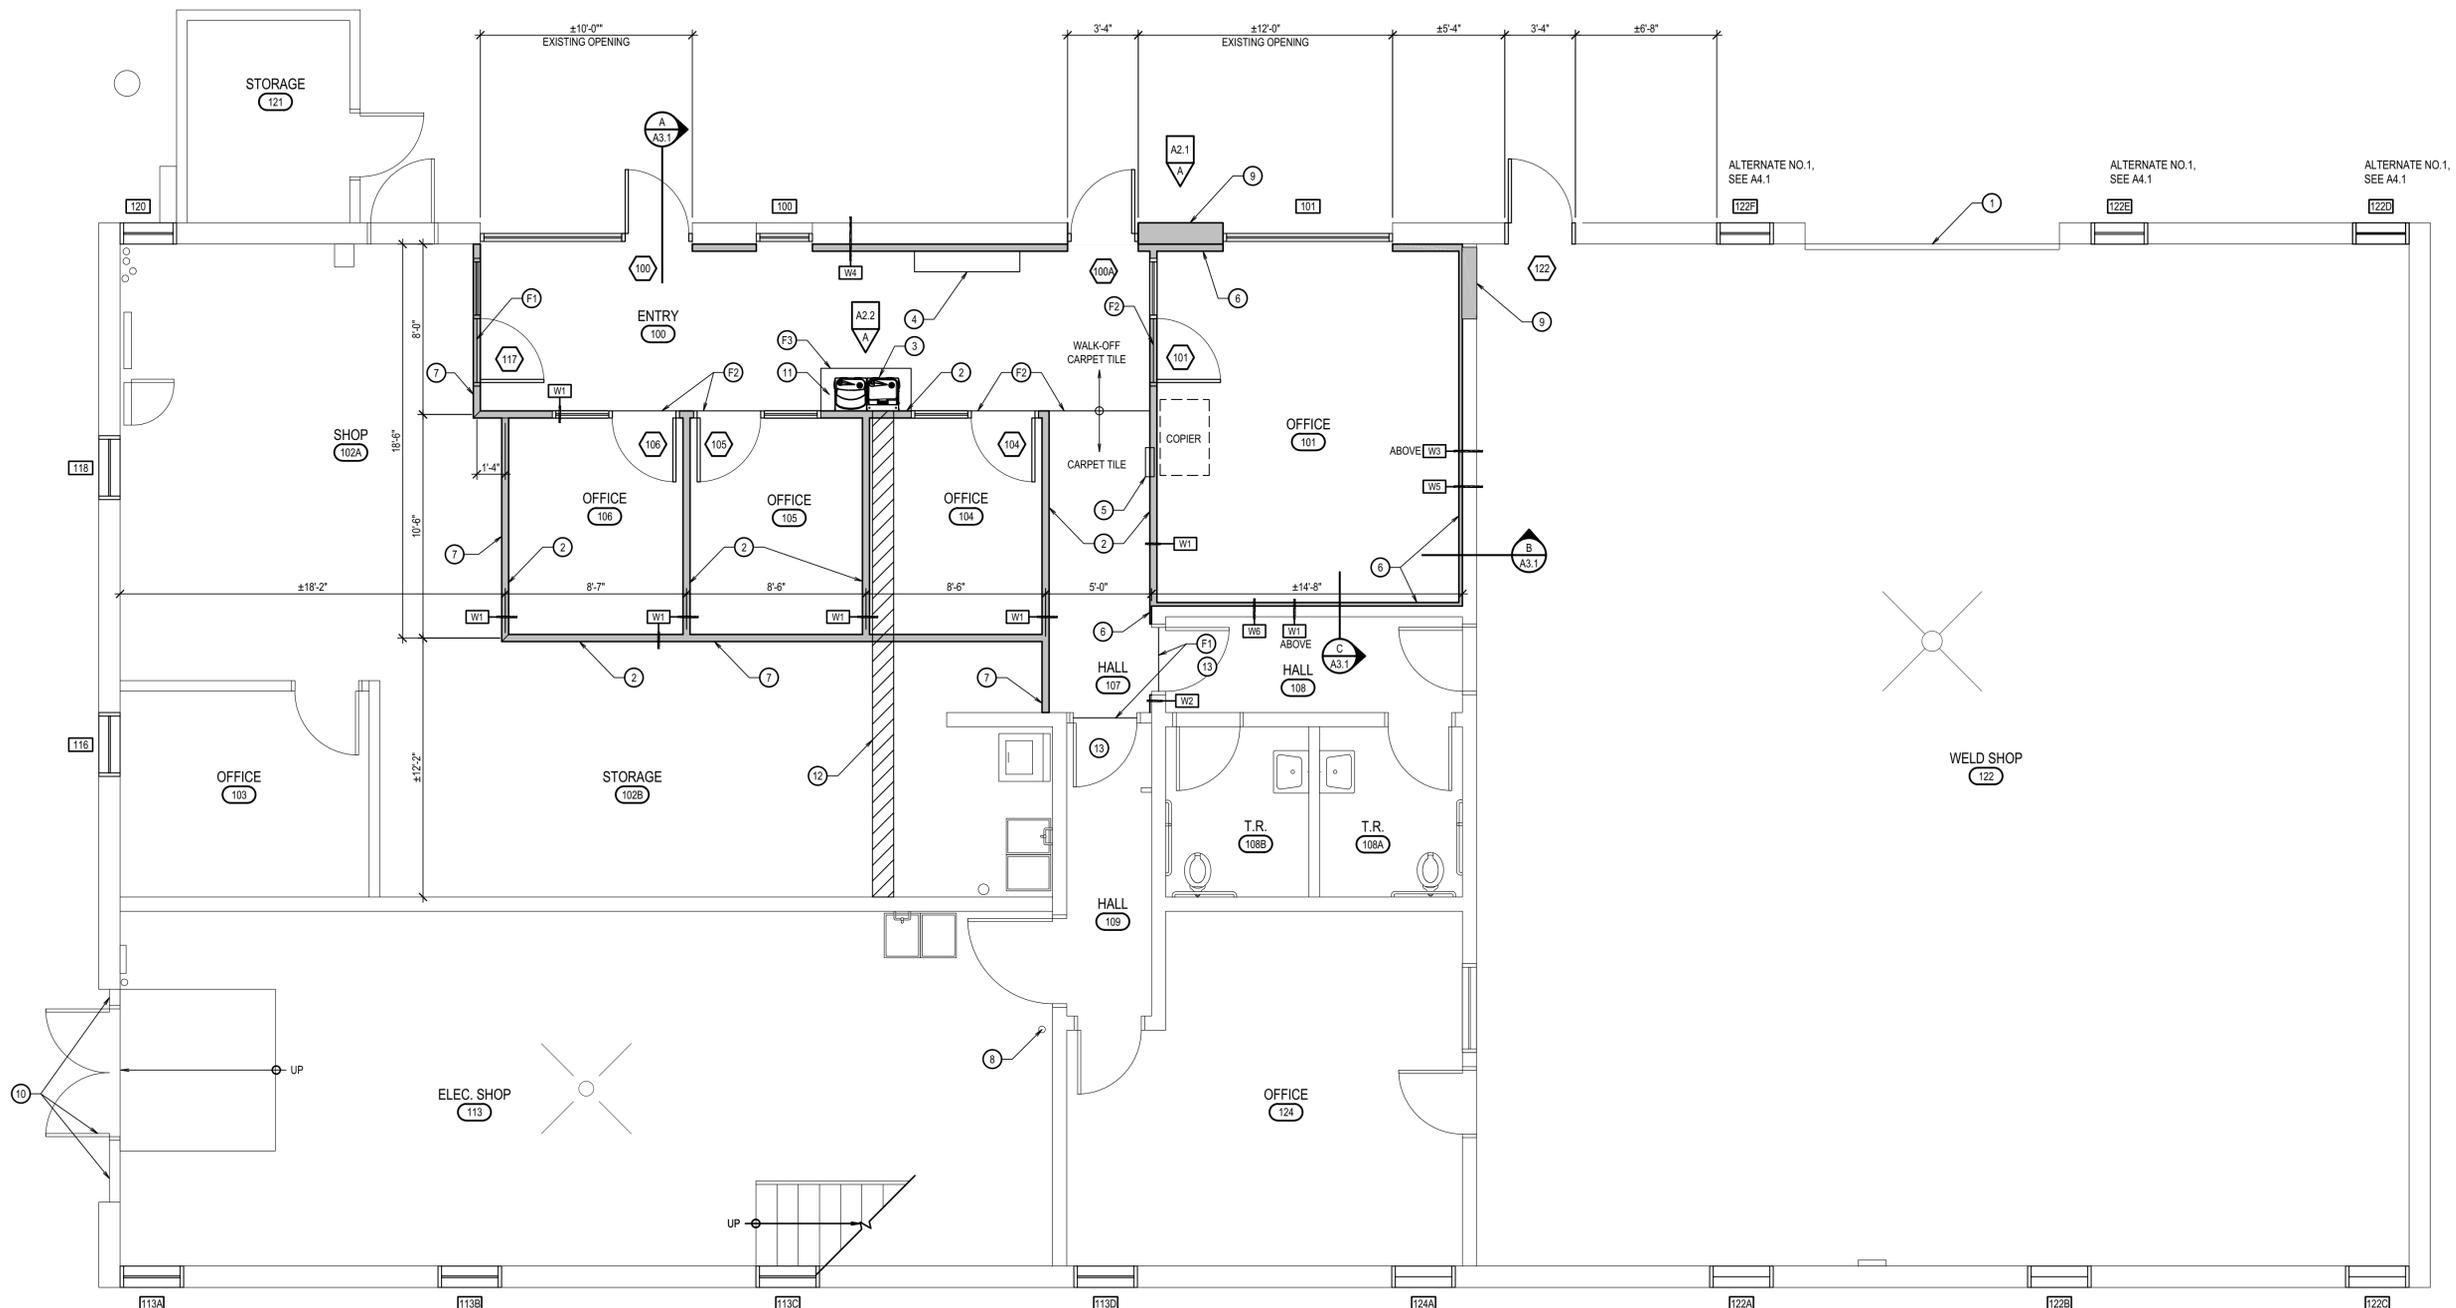 ±10'-0""
EXISTING OPENING
3'-4"
±12'-0"
EXISTING OPENING
±5'-4"
3'-4"
±6'-8"
STORAGE
121
A
A3.1
A2.1
A
9
ALTERNATE NO.1,
SEE A4.1
ALTERNATE NO.1,
SEE A4.1
ALTERNATE NO.1,
SEE A4.1
120
100
101
122F
1
122E
122D
100
W4
100A
122
F1
ENTRY
100
A2.2
A
4
F2
6
9
8'-0"
117
F3
3
WALK-OFF
CARPET TILE
101
7
W1
F2
11
2
F2
SHOP
102A
18'-6"
106
105
104
OFFICE
101
COPIER
ABOVE
W3
118
1'-4"
CARPET TILE
W5
OFFICE
106
OFFICE
105
OFFICE
104
5
10'-6"
7
2
2
2
W1
B
A3.1
6
±18'-2"
8'-7"
8'-6"
8'-6"
5'-0"
±14'-8"
W1
W1
W1
W1
6
W6
W1
ABOVE
F1
C
A3.1
2
7
7
HALL
107
13
HALL
108
W2
116
±12'-2"
13
OFFICE
103
STORAGE
102B
12
WELD SHOP
122
T.R.
108B
T.R.
108A
HALL
109
8
UP
10
ELEC. SHOP
113
OFFICE
124
UP
113A
113B
113C
113D
124A
122A
122B
122C